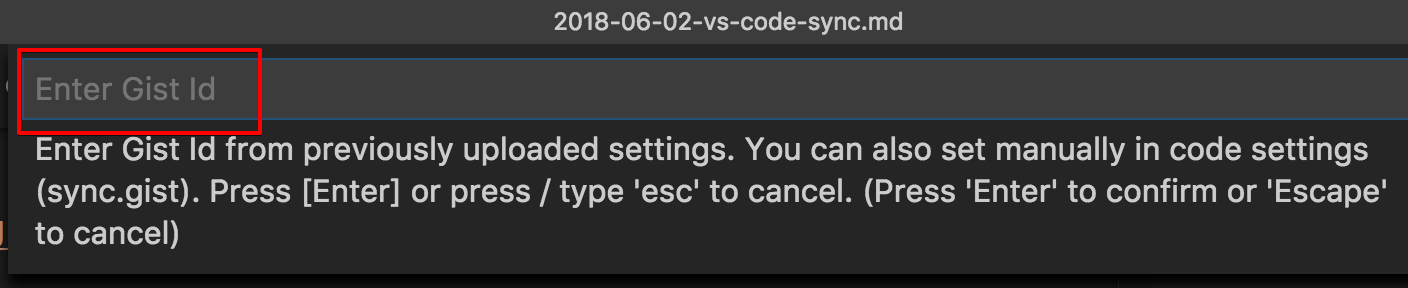 2018-06-02-vs-code-sync.md
Enter Gist Id
Enter Gist Id from previously uploaded settings. You can also set manually in code settings
(sync.gist). Press [Enter] or press / type 'esc' to cancel. (Press 'Enter' to confirm or 'Escape'
to cancel)